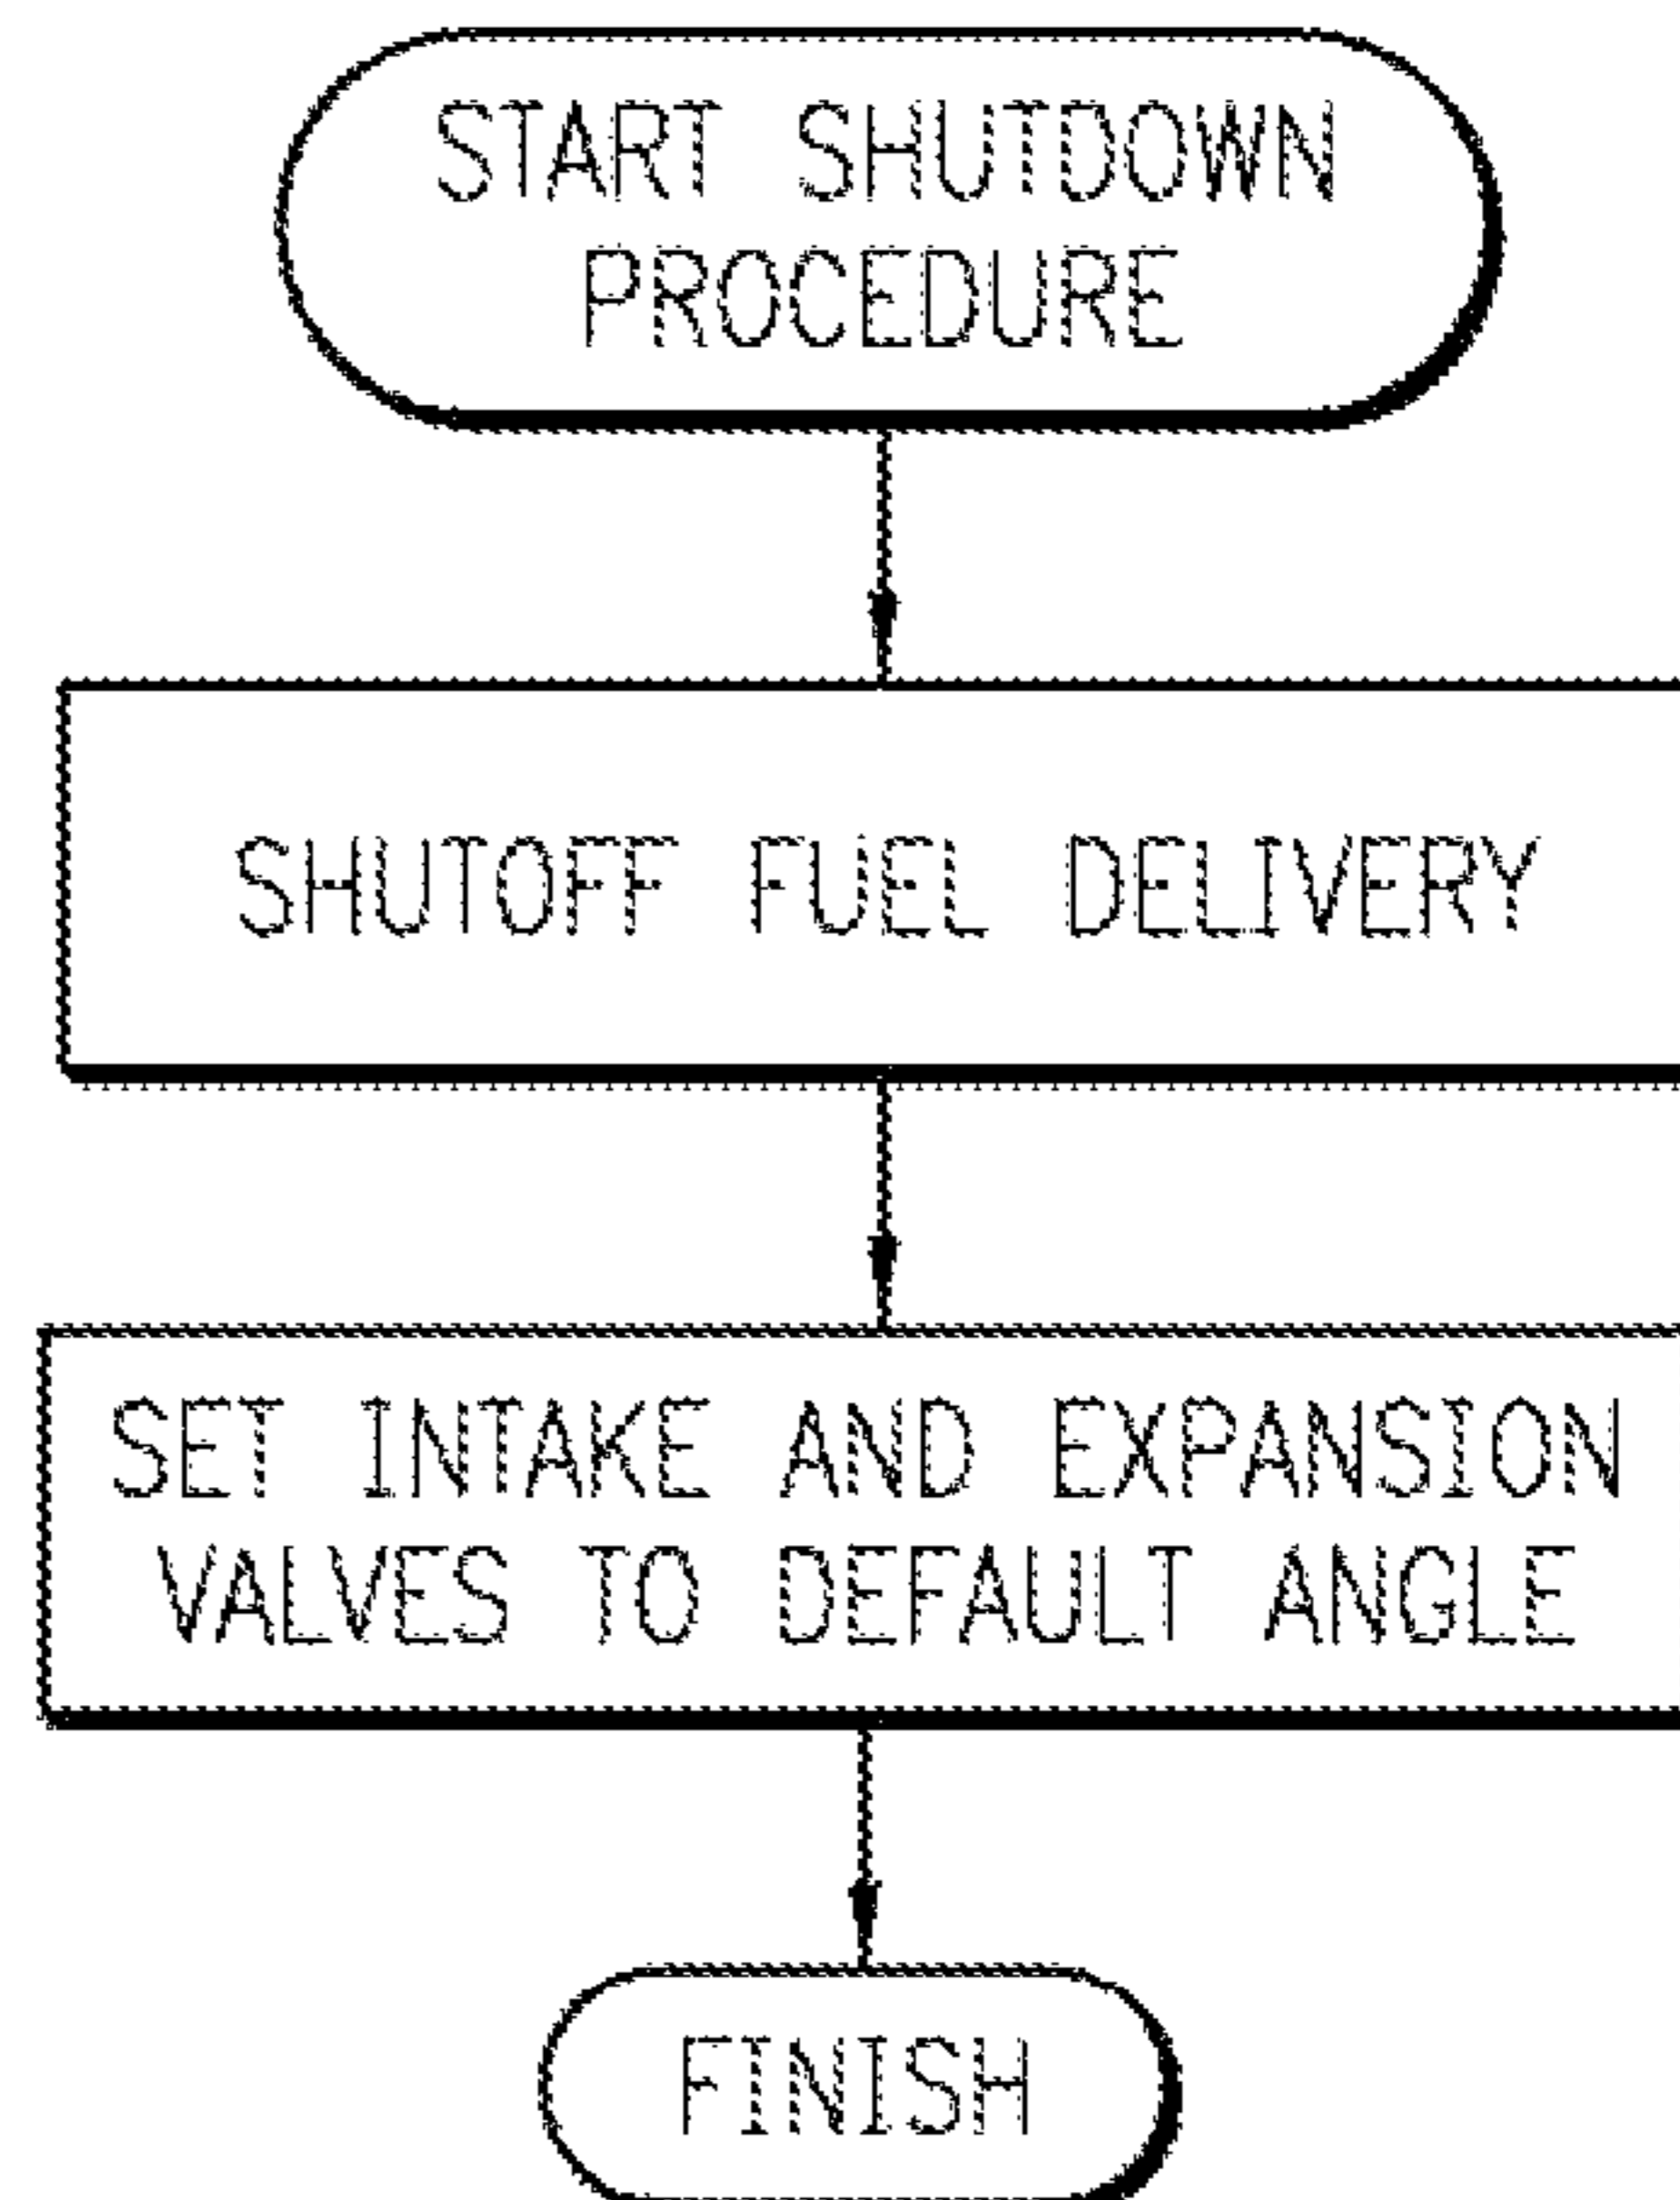 START SHUTDOWN
PROCEDURE
SHUTOFF FUEL DELIVERY
SET INTAKE AND EXPANSION
VALVES TO DEFAULT ANGLE
FINISH